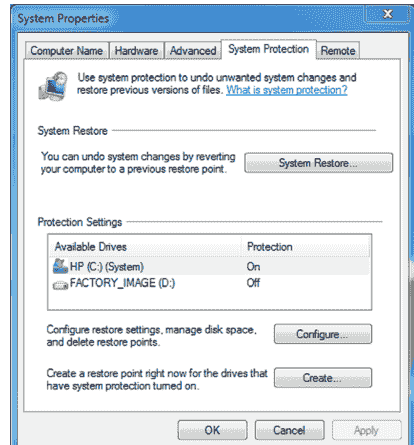 System Properties
Computer Name Hardware Advanced System Protection Remote
Use system protection to undo unwanted system changes and
restore previous versions of files. What is system protection?
System Restore
You can undo system changes by reverting
your computer to a previous restore point.
System Restore...
Protection Settings
Available Drives Protection
HP (C:) (System) On
FACTORY_IMAGE (D:) Off
Configure restore settings, manage disk space,
and delete restore points.
Configure...
Create a restore point right now for the drives that
have system protection turned on.
Create...
OK Cancel Apply